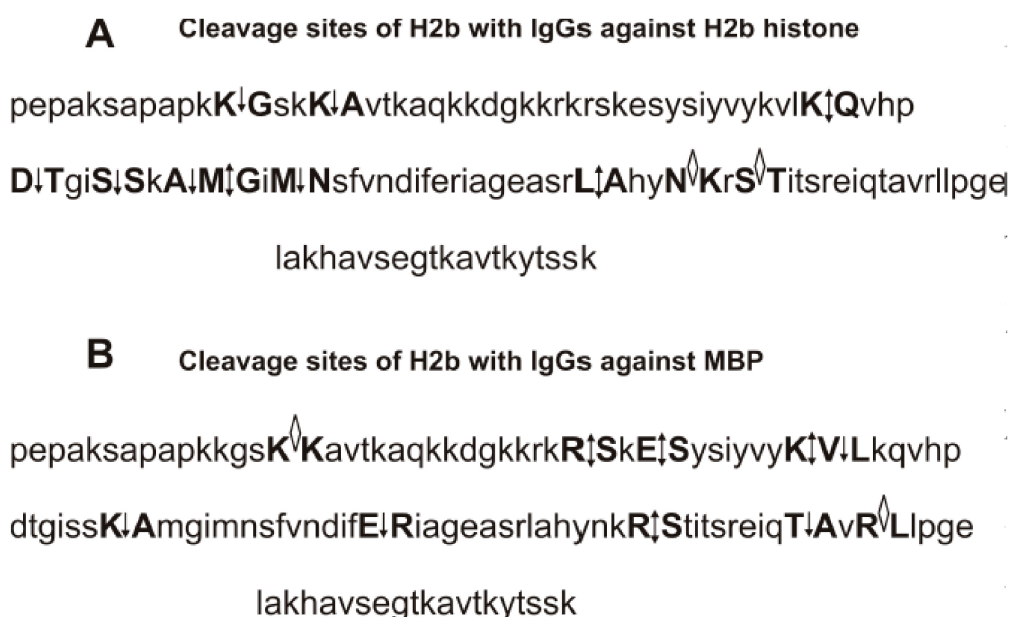 A Cleavage sites of H2b with IgGs against H2b histone
pepaksapapkK↓GskK↓AvtkaqkkdgkkrkrskesysiyvykvlK↕Qvhp
D↓TgiS↓SkA↓M↕GiM↓NsfvndiferiageasrL↕AhyN◊KrS◊Titsreiqtavrllpge
lakhavsegtkavtkytssk
B Cleavage sites of H2b with IgGs against MBP
pepaksapapkkgsK◊KavtkaqkkdgkkrkR↕SkE↕SysiyvyK↕V↓Lkqvhp
dtgissK↓AmgimnsfvndifE↓RiageasrlahynkR↕StitsreiqT↓AvR◊Llpge
lakhavsegtkavtkytssk